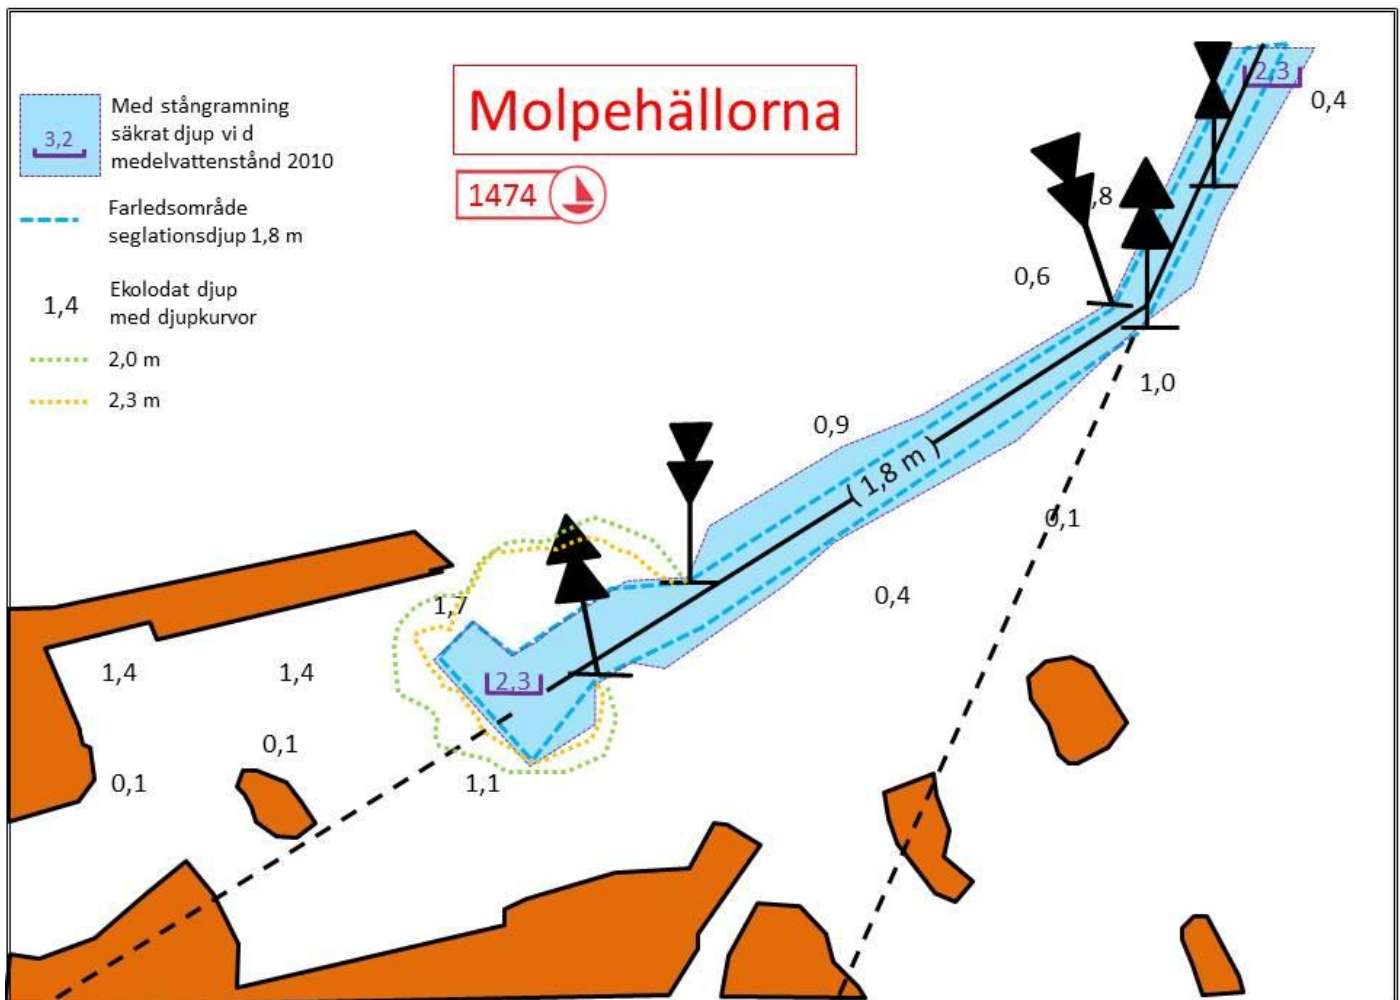 Molpehällorna
1474
3,2
Med stångramning
säkrat djup vi d
medelvattenstånd 2010
Farledsområde
seglationsdjup 1,8 m
1,4
Ekolodat djup
med djupkurvor
2,0 m
2,3 m
2,3
0,4
,8
0,6
1,0
0,9
( 1,8 m )
0,1
0,4
1,7
1,4
1,4
2,3
0,1
0,1
1,1